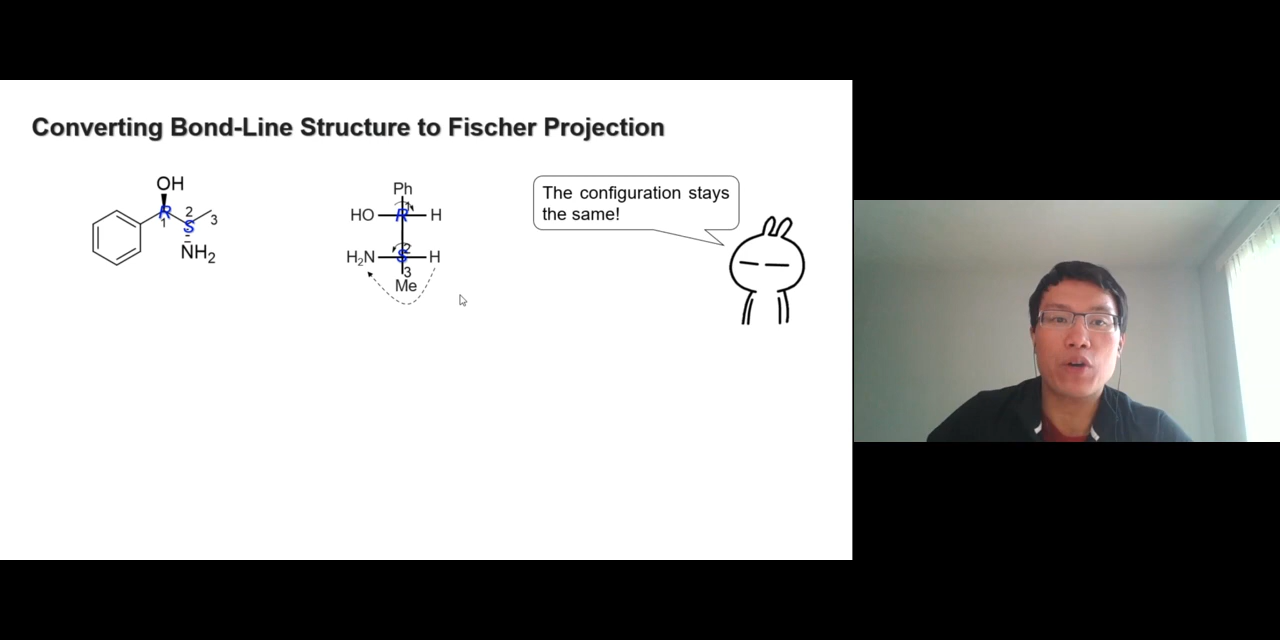 Converting Bond-Line Structure to Fischer Projection
OH
R
1
2
S
3
NH2
Ph
HO
R
1
H
H2N
S
2
H
3
Me
The configuration stays
the same!